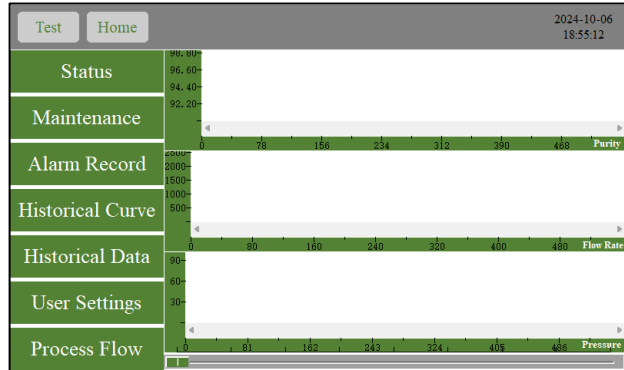 Test
Home
2024-10-06
18:55:12
Status
Maintenance
Alarm Record
Historical Curve
Historical Data
User Settings
Process Flow
98.80
96.60
94.40
92.20
0 78 156 234 312 390 468 Purity
2500
2000
1500
1000
500
0 80 160 240 320 400 480 Flow Rate
90
60
30
0 81 162 243 324 405 486 Pressure